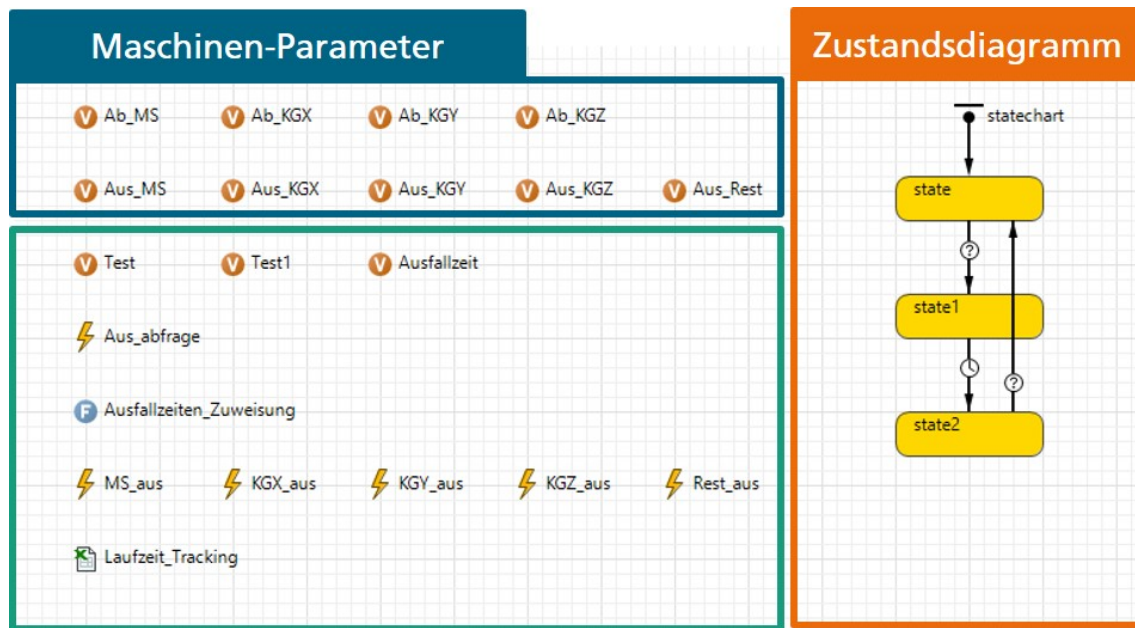 Maschinen-Parameter
Ab_MS Ab_KGX Ab_KGY Ab_KGZ
Aus_MS Aus_KGX Aus_KGY Aus_KGZ Aus_Rest
Test Test1 Ausfallzeit
Aus_abfrage
Ausfallzeiten_Zuweisung
MS_aus KGX_aus KGY_aus KGZ_aus Rest_aus
Laufzeit_Tracking
Zustandsdiagramm
statechart
state
?
state1
?
state2